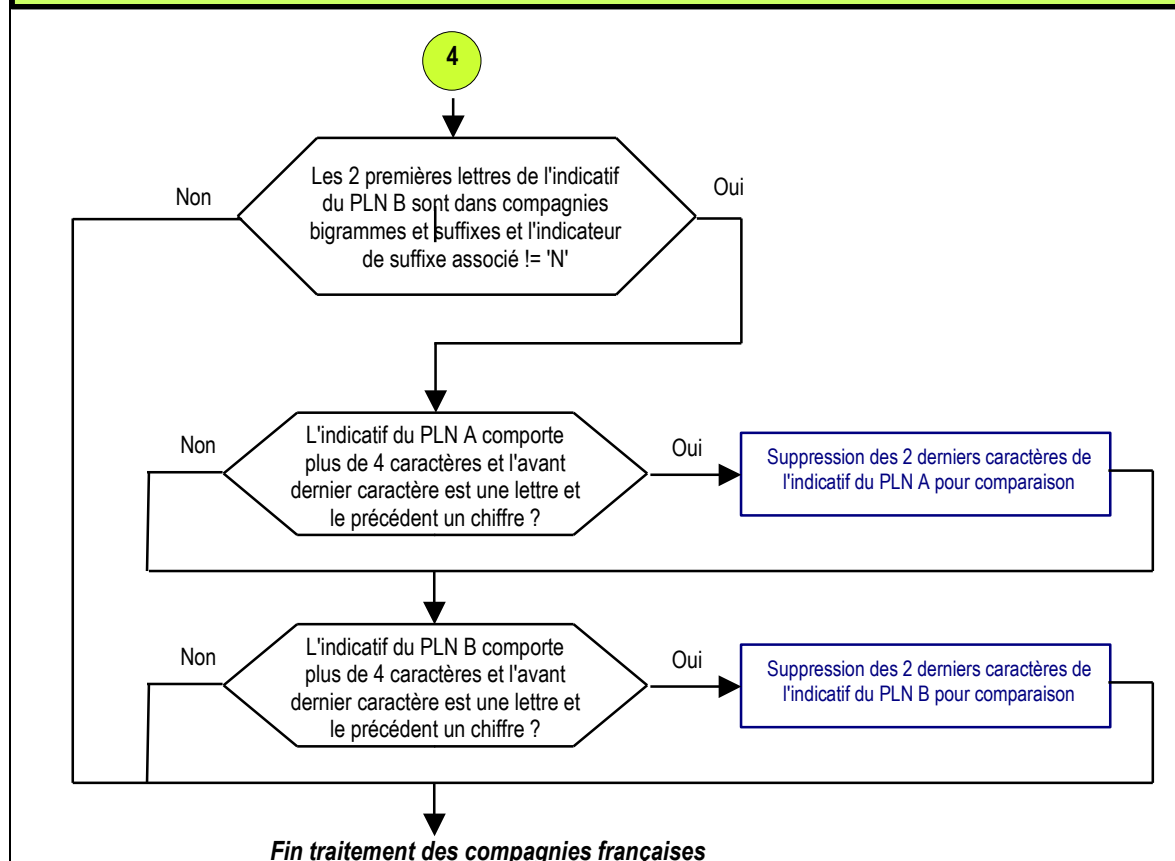 4
Les 2 premières lettres de l'indicatif
du PLN B sont dans compagnies
bigrammes et suffixes et l'indicateur
de suffixe associé != 'N'
Non
Oui
L'indicatif du PLN A comporte
plus de 4 caractères et l'avant
dernier caractère est une lettre et
le précédent un chiffre ?
Non
Oui
Suppression des 2 derniers caractères de
l'indicatif du PLN A pour comparaison
L'indicatif du PLN B comporte
plus de 4 caractères et l'avant
dernier caractère est une lettre et
le précédent un chiffre ?
Non
Oui
Suppression des 2 derniers caractères de
l'indicatif du PLN B pour comparaison
Fin traitement des compagnies françaises